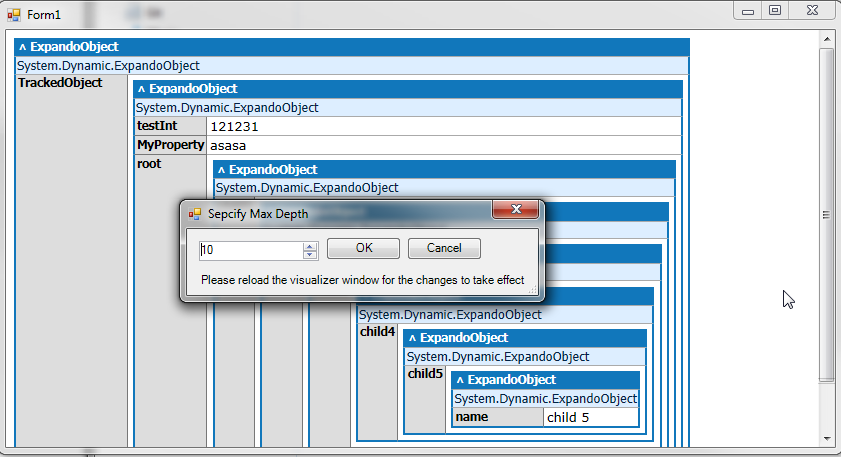 Form1
^ ExpandoObject
System.Dynamic.ExpandoObject
TrackedObject
^ ExpandoObject
System.Dynamic.ExpandoObject
testInt 121231
MyProperty asasa
root
^ ExpandoObject
System.Dynamic.ExpandoObject
Sepcify Max Depth
10 OK Cancel
Please reload the visualizer window for the changes to take effect
System.Dynamic.ExpandoObject
child4
^ ExpandoObject
System.Dynamic.ExpandoObject
child5
^ ExpandoObject
System.Dynamic.ExpandoObject
name child 5